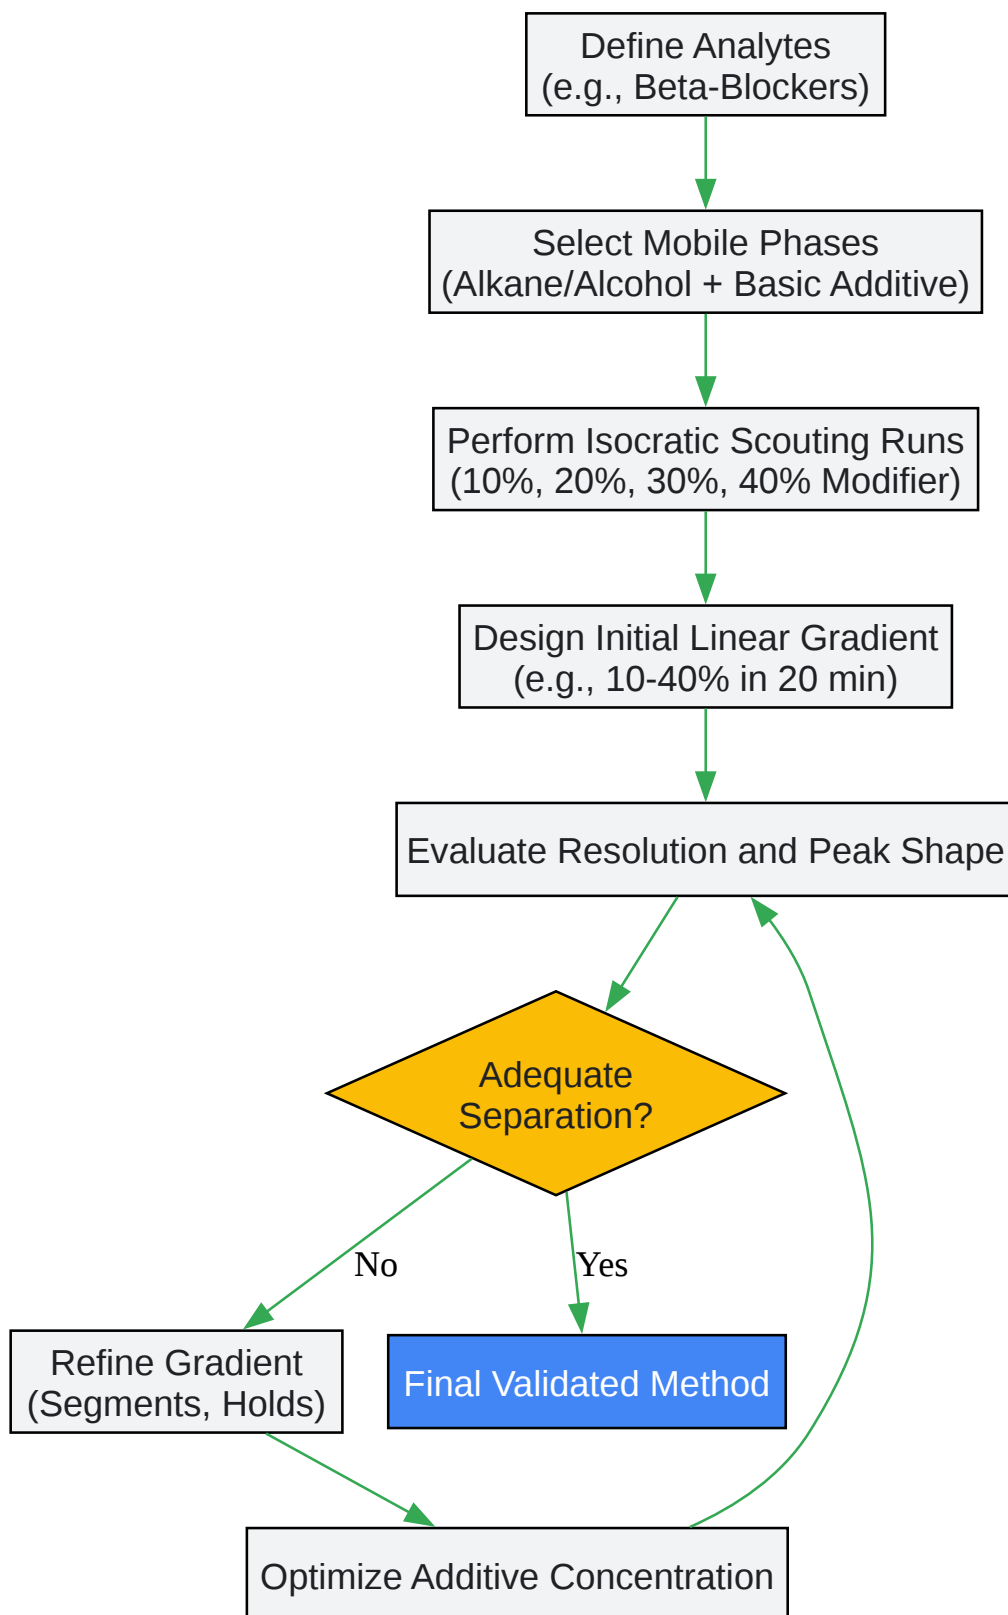 Define Analytes
(e.g., Beta-Blockers)
Select Mobile Phases
(Alkane/Alcohol + Basic Additive)
Perform Isocratic Scouting Runs
(10%, 20%, 30%, 40% Modifier)
Design Initial Linear Gradient
(e.g., 10-40% in 20 min)
Evaluate Resolution and Peak Shape
Adequate
Separation?
No
Yes
Refine Gradient
(Segments, Holds)
Final Validated Method
Optimize Additive Concentration